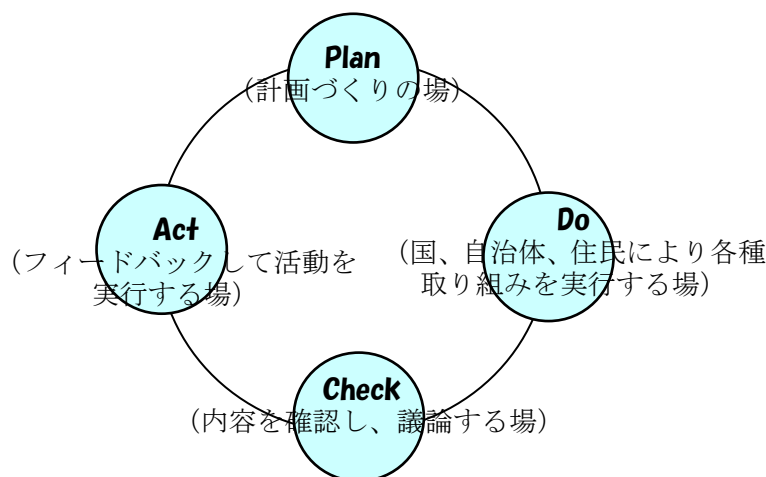 Plan
（計画づくりの場）
Do
（国、自治体、住民により各種
取り組みを実行する場）
Check
（内容を確認し、議論する場）
Act
（フィードバックして活動を
実行する場）